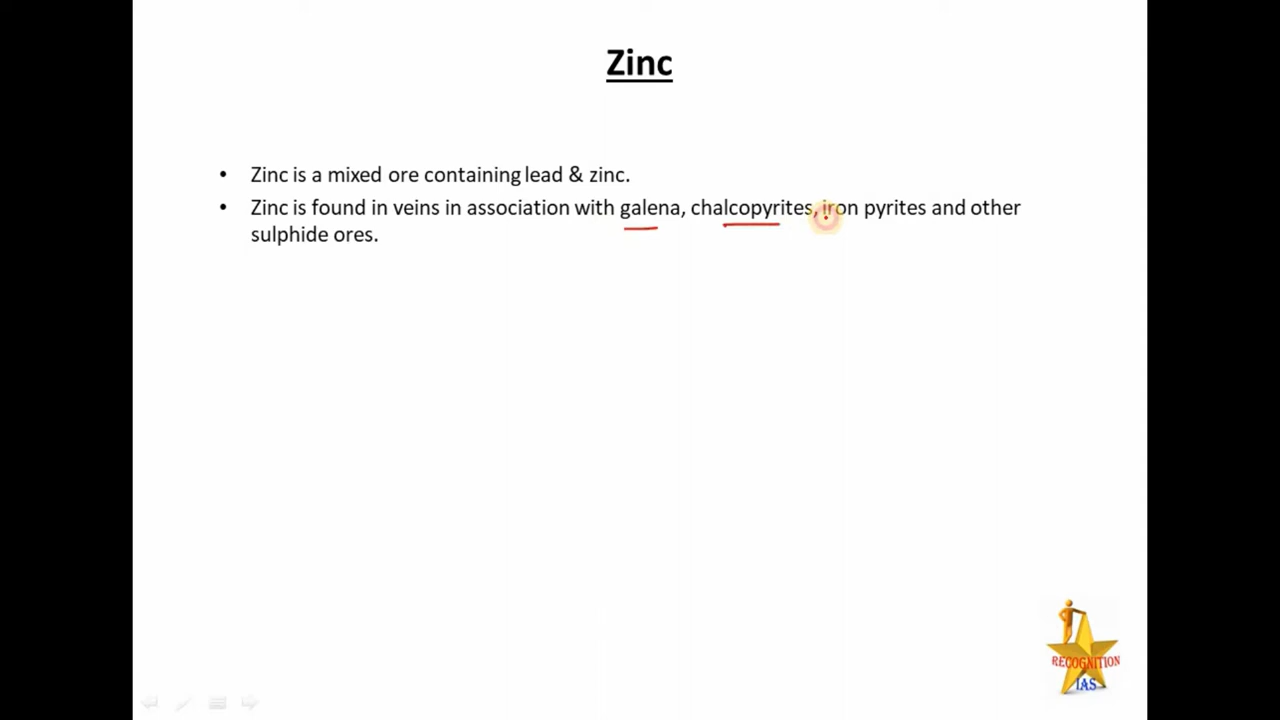 Zinc
• Zinc is a mixed ore containing lead & zinc.
• Zinc is found in veins in association with galena, chalcopyrites, iron pyrites and other
sulphide ores.
RECOGNITION
IAS